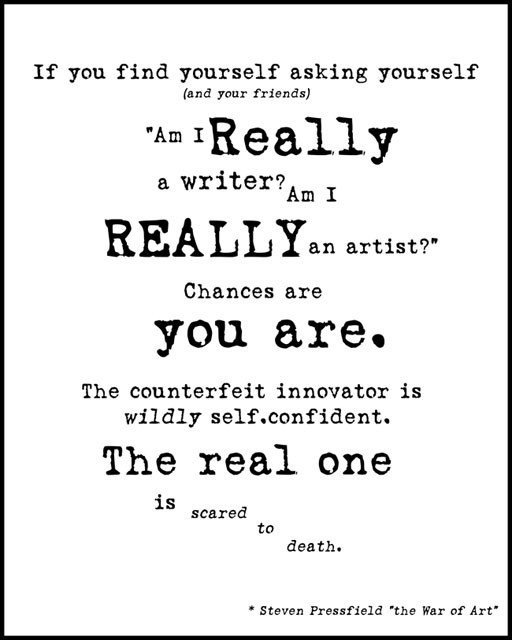 If you find yourself asking yourself
(and your friends)
"Am I Really
a writer? Am I
REALLY an artist?"
Chances are
you are.
The counterfeit innovator is
wildly self.confident.
The real one
is scared
to
death.
* Steven Pressfield "the War of Art"